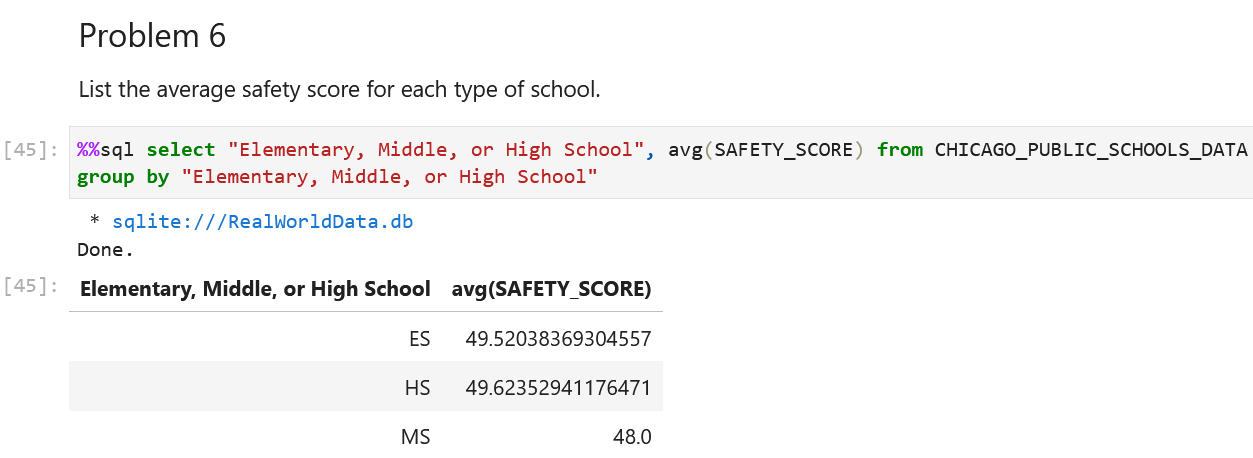 Problem 6
List the average safety score for each type of school.
[45]: %%sql select "Elementary, Middle, or High School", avg(SAFETY_SCORE) from CHICAGO_PUBLIC_SCHOOLS_DATA
group by "Elementary, Middle, or High School"
* sqlite:///RealWorldData.db
Done.
[45]: Elementary, Middle, or High School avg(SAFETY_SCORE)
ES 49.52038369304557
HS 49.62352941176471
MS 48.0